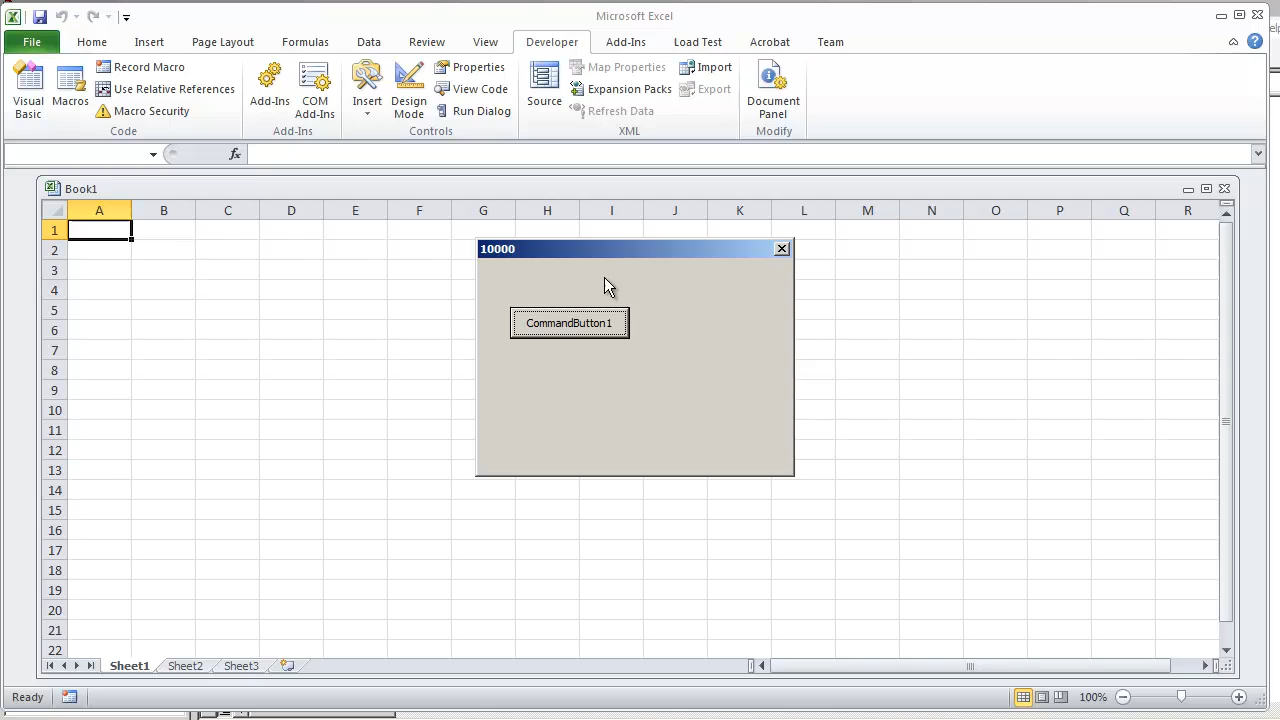 Microsoft Excel
File Home Insert Page Layout Formulas Data Review View Developer Add-Ins Load Test Acrobat Team
Visual Basic
Macros
Record Macro
Use Relative References
Macro Security
Code
Add-Ins
COM Add-Ins
Add-Ins
Insert
Design Mode
Properties
View Code
Run Dialog
Controls
Source
Map Properties
Expansion Packs
Refresh Data
Import
Export
XML
Document Panel
Modify
fx
Book1
A B C D E F G H I J K L M N O P Q R
1
2
3
4
5
6
7
8
9
10
11
12
13
14
15
16
17
18
19
20
21
22
10000
CommandButton1
Sheet1 Sheet2 Sheet3
Ready
100%